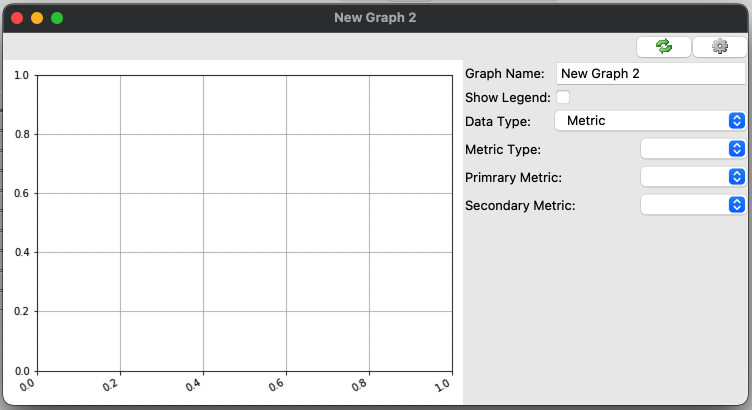 New Graph 2
Graph Name: New Graph 2
Show Legend:
Data Type: Metric
Metric Type:
Primrary Metric:
Secondary Metric:
1.0
0.8
0.6
0.4
0.2
0.0
0.0 0.2 0.4 0.6 0.8 1.0